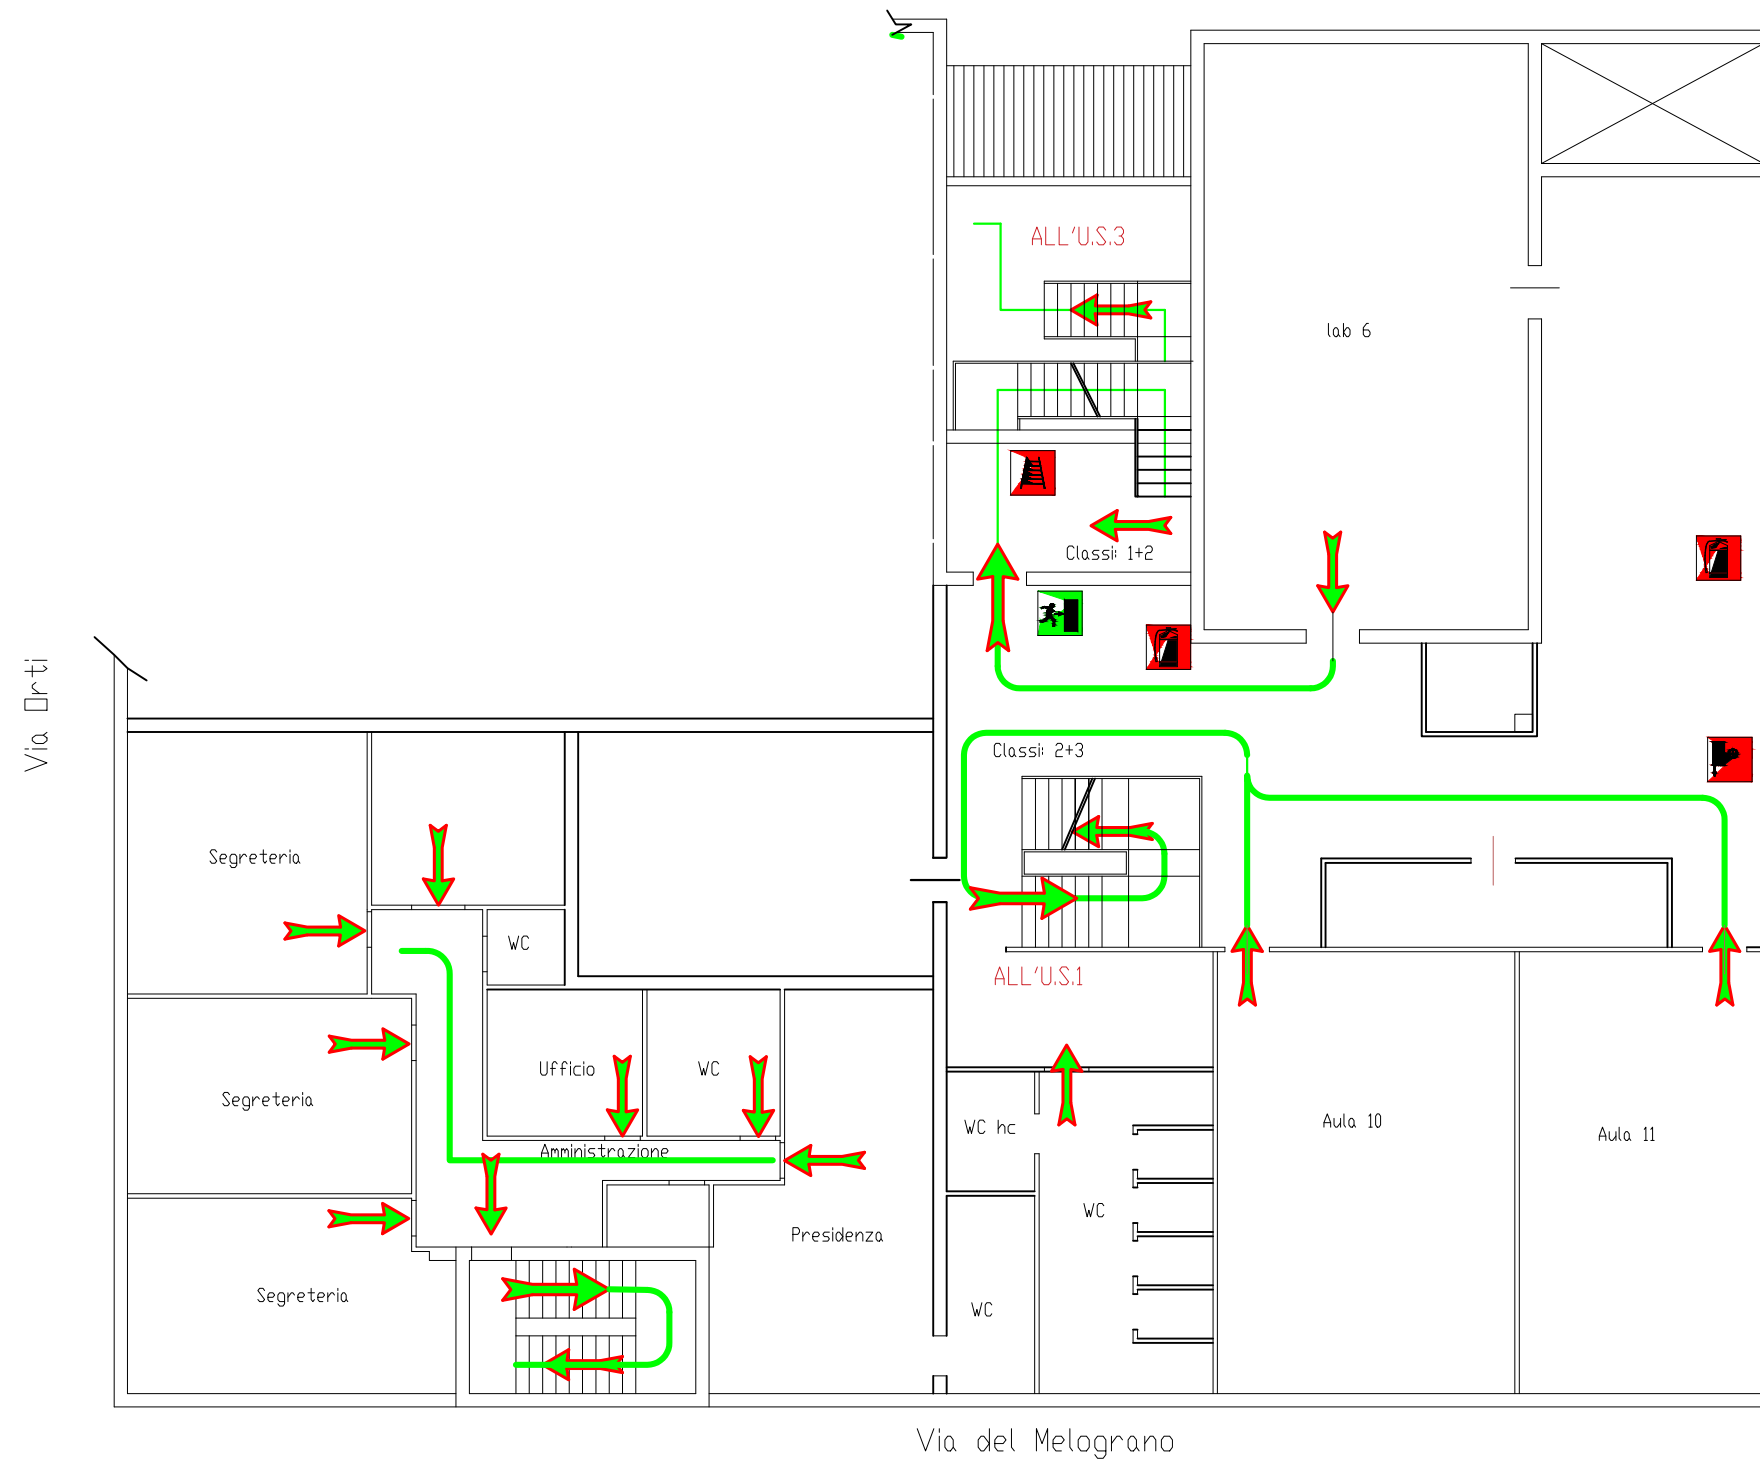 ALL'U.S.3
lab 6
Classi: 1+2
Via Orti
Classi: 2+3
Segreteria
WC
ALL'U.S.1
Ufficio
WC
Segreteria
WC hc
Aula 10
Aula 11
Amministrazione
WC
Presidenza
Segreteria
WC
Via del Melograno